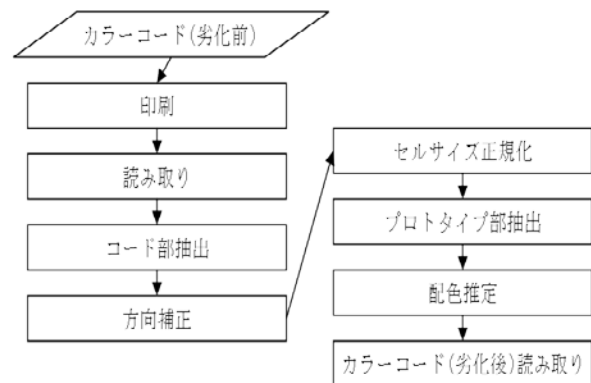 カラーコード(劣化前)
印刷
読み取り
コード部抽出
方向補正
セルサイズ正規化
プロトタイプ部抽出
配色推定
カラーコード(劣化後)読み取り